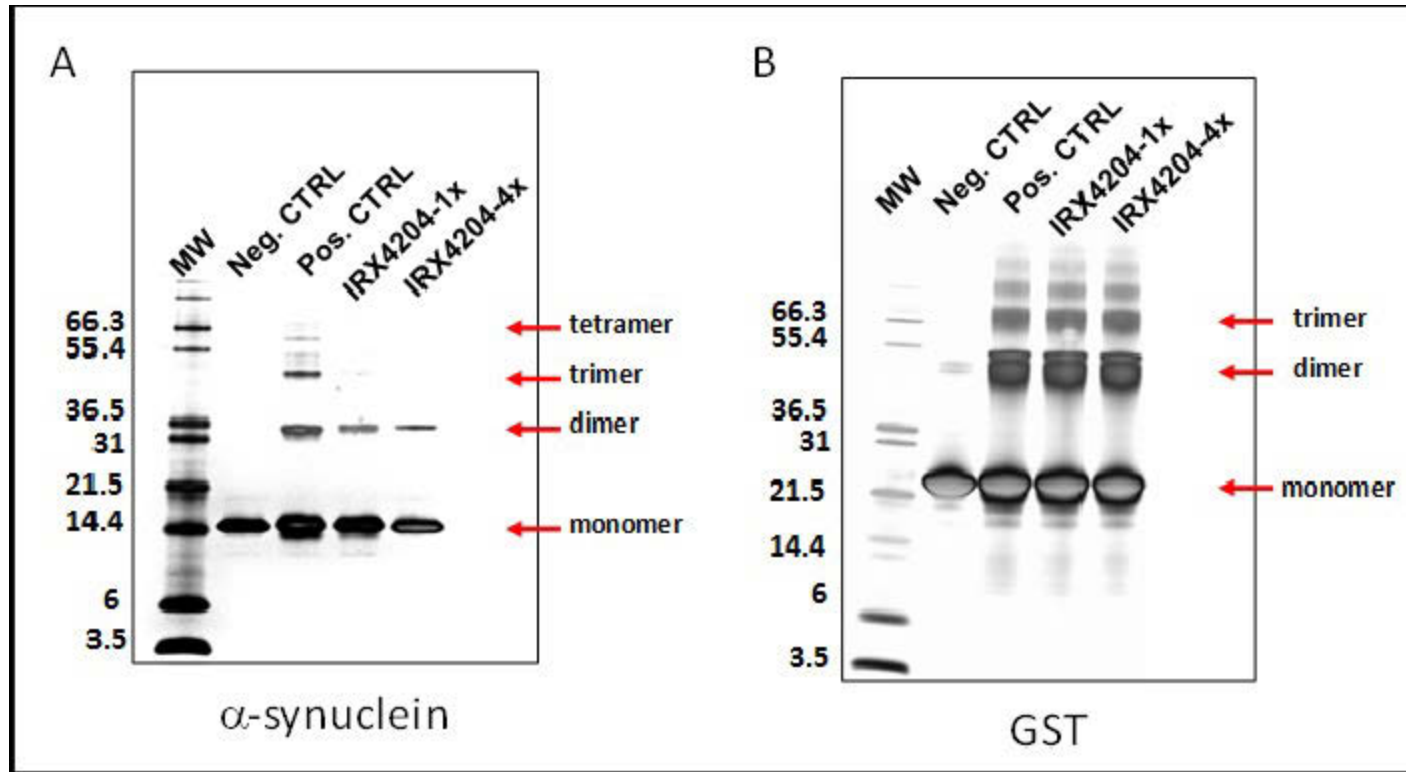 A
MW
Neg. CTRL
Pos. CTRL
IRX4204-1x
IRX4204-4x
66.3
55.4
36.5
31
21.5
14.4
6
3.5
tetramer
trimer
dimer
monomer
α-synuclein
B
MW
Neg. CTRL
Pos. CTRL
IRX4204-1x
IRX4204-4x
66.3
55.4
36.5
31
21.5
14.4
6
3.5
trimer
dimer
monomer
GST